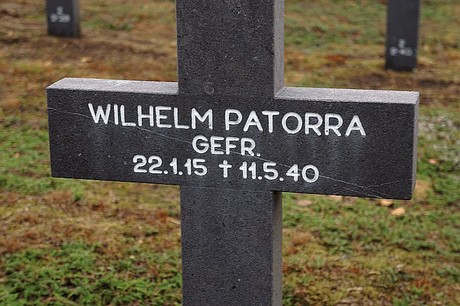 WILHELM PATORRA
GEFR.
22.1.15 ✝ 11.5.40